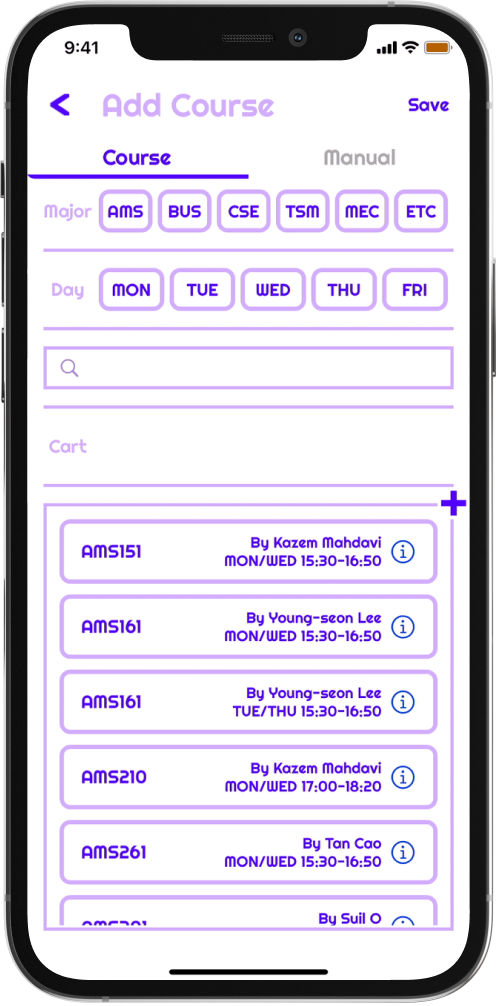 9:41
Add Course
Save
Course
Manual
Major
AMS
BUS
CSE
TSM
MEC
ETC
Day
MON
TUE
WED
THU
FRI
Cart
AMS151
By Kazem Mahdavi
MON/WED 15:30-16:50
AMS161
By Young-seon Lee
MON/WED 15:30-16:50
AMS161
By Young-seon Lee
TUE/THU 15:30-16:50
AMS210
By Kazem Mahdavi
MON/WED 17:00-18:20
AMS261
By Tan Cao
MON/WED 15:30-16:50
By Suil O